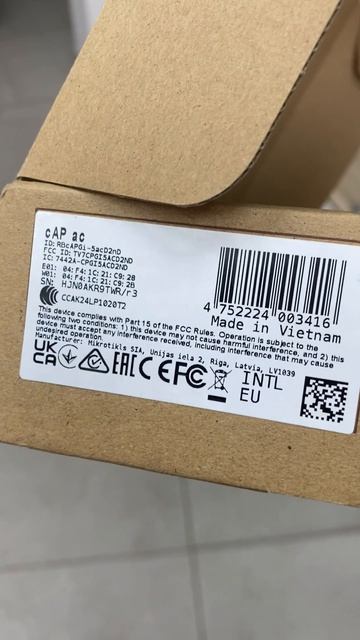 cAP ac
ID: RBcAPGi-5acD2nD
FCC ID: TV7CPGI5ACD2ND
IC: 7442A-CPGI5ACD2ND
E01: 04:F4:1C:21:C9:28
W01: 04:F4:1C:21:C9:2B
SN: HJN0AKR9TWR/r3
CCAK24LP1020T2
4 752224 003416
Made in Vietnam
This device complies with Part 15 of the FCC Rules. Operation is subject to the
following two conditions: 1) this device may not cause harmful interference, and 2) this
device must accept any interference received, including interference that may cause
undesired operation.
Manufacturer: Mikrotikls SIA, Unijas iela 2, Riga, Latvia, LV1039
UK
CA
EAC CE FC
INTL
EU